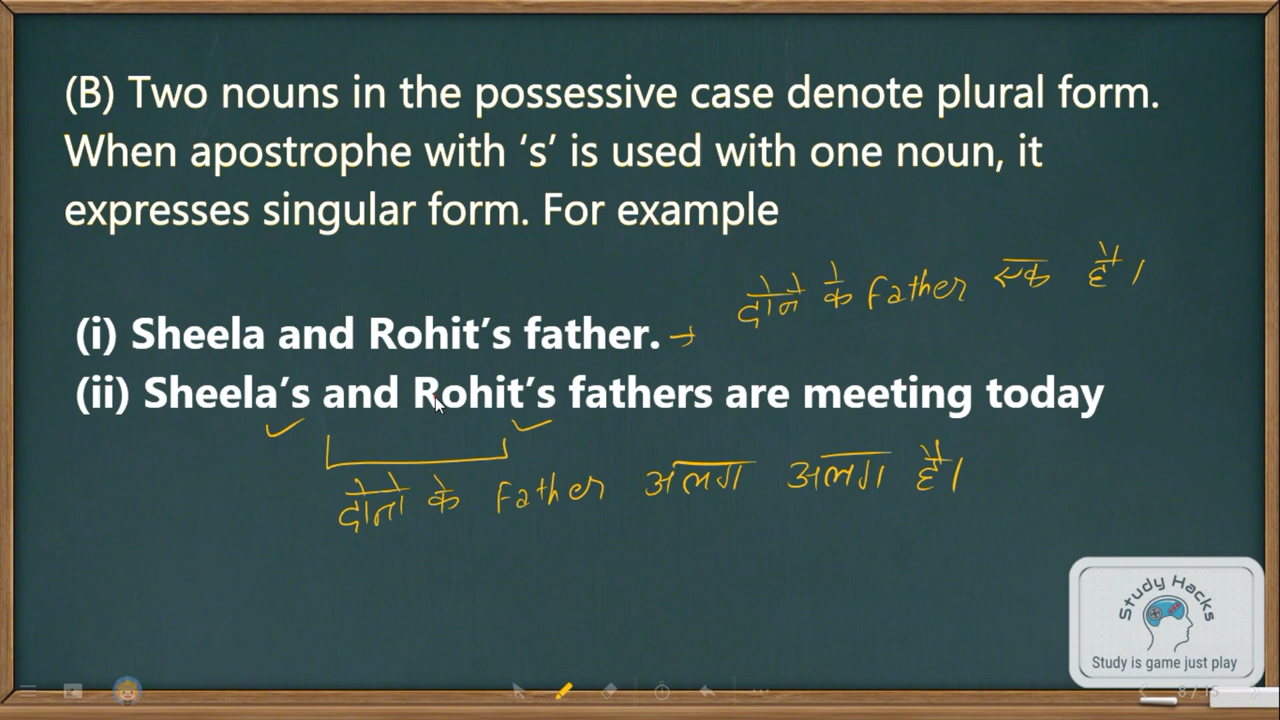 (B) Two nouns in the possessive case denote plural form.
When apostrophe with ‘s’ is used with one noun, it
expresses singular form. For example
दोनों के Father एक हैं।
(i) Sheela and Rohit’s father. →
(ii) Sheela’s and Rohit’s fathers are meeting today
दोनों के Father अलग अलग हैं।
Study Hacks
Study is game just play
8 / 15